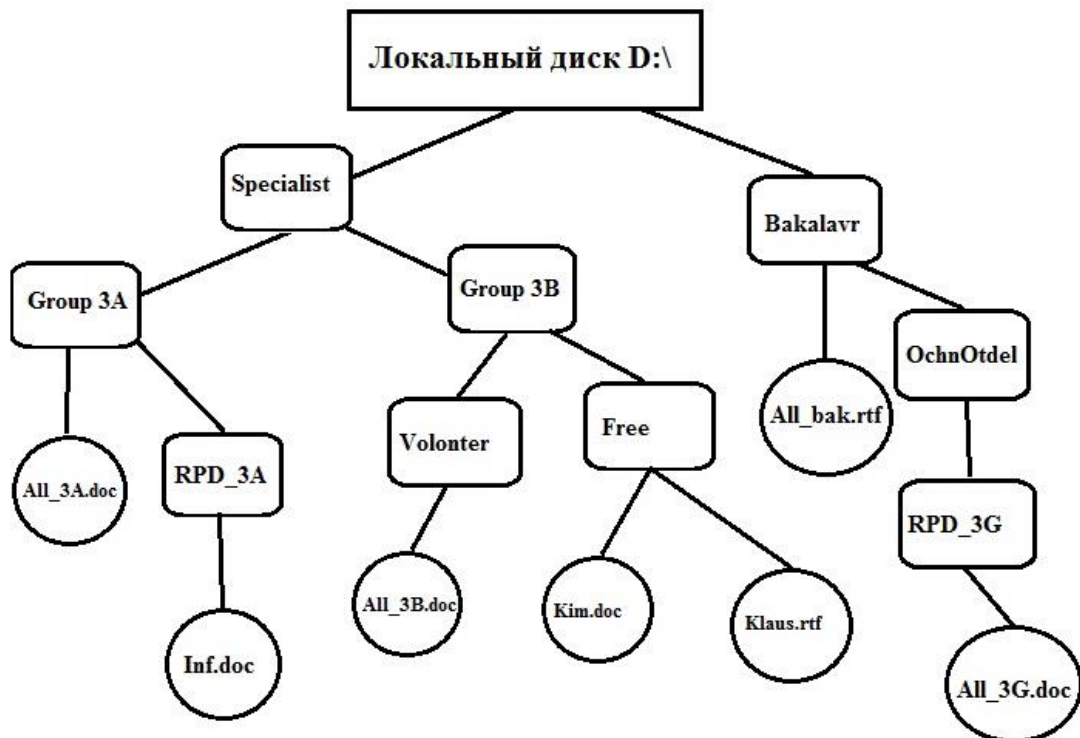 Локальный диск D:\
Specialist
Bakalavr
Group 3A
Group 3B
OchnOtdel
All_bak.rtf
Volonter
Free
RPD_3A
All_3A.doc
RPD_3G
All_3B.doc
Kim.doc
Klaus.rtf
Inf.doc
All_3G.doc